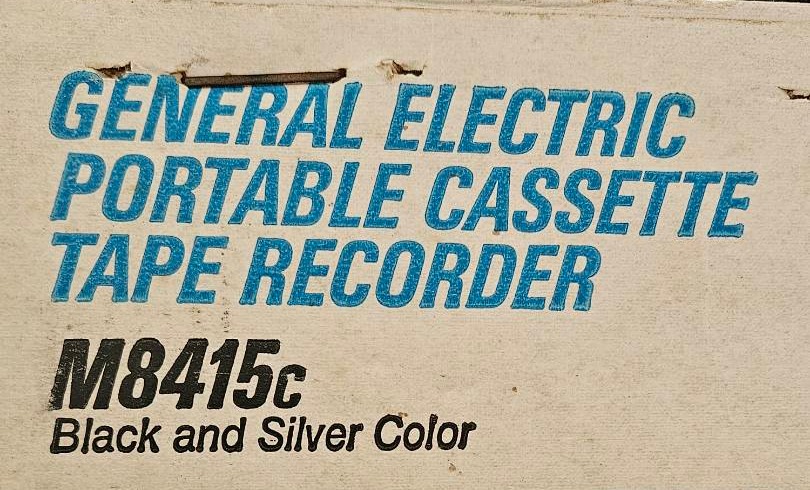 GENERAL ELECTRIC
PORTABLE CASSETTE
TAPE RECORDER
M8415c
Black and Silver Color